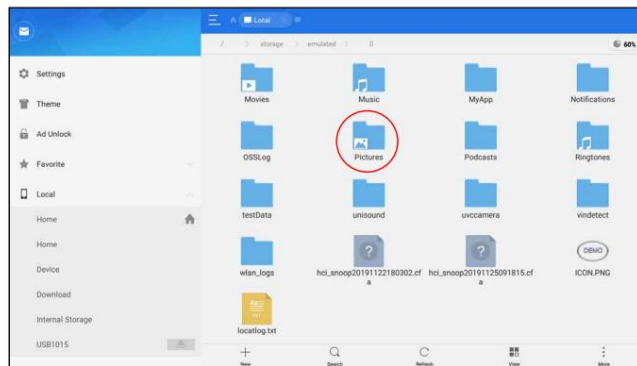 Local
/ > storage > emulated > 0
60%
Settings
Theme
Ad Unlock
Favorite
Local
Home
Home
Device
Download
Internal Storage
USB1015
Movies
Music
MyApp
Notifications
OSSLog
Pictures
Podcasts
Ringtones
testData
unisound
uvccamera
vindetect
wlan_logs
hci_snoop20191122180302.cf
a
hci_snoop20191125091815.cf
a
DEMO
ICON.PNG
TXT
locatlog.txt
New
Search
Refresh
View
More